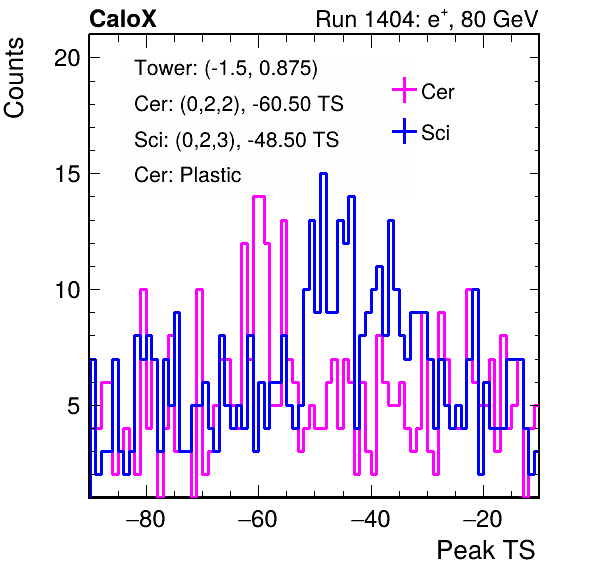 CaloX Run 1404: e⁺, 80 GeV
Counts
Tower: (-1.5, 0.875)
Cer: (0,2,2), -60.50 TS
Sci: (0,2,3), -48.50 TS
Cer: Plastic
Cer
Sci
20
15
10
5
−80 −60 −40 −20
Peak TS